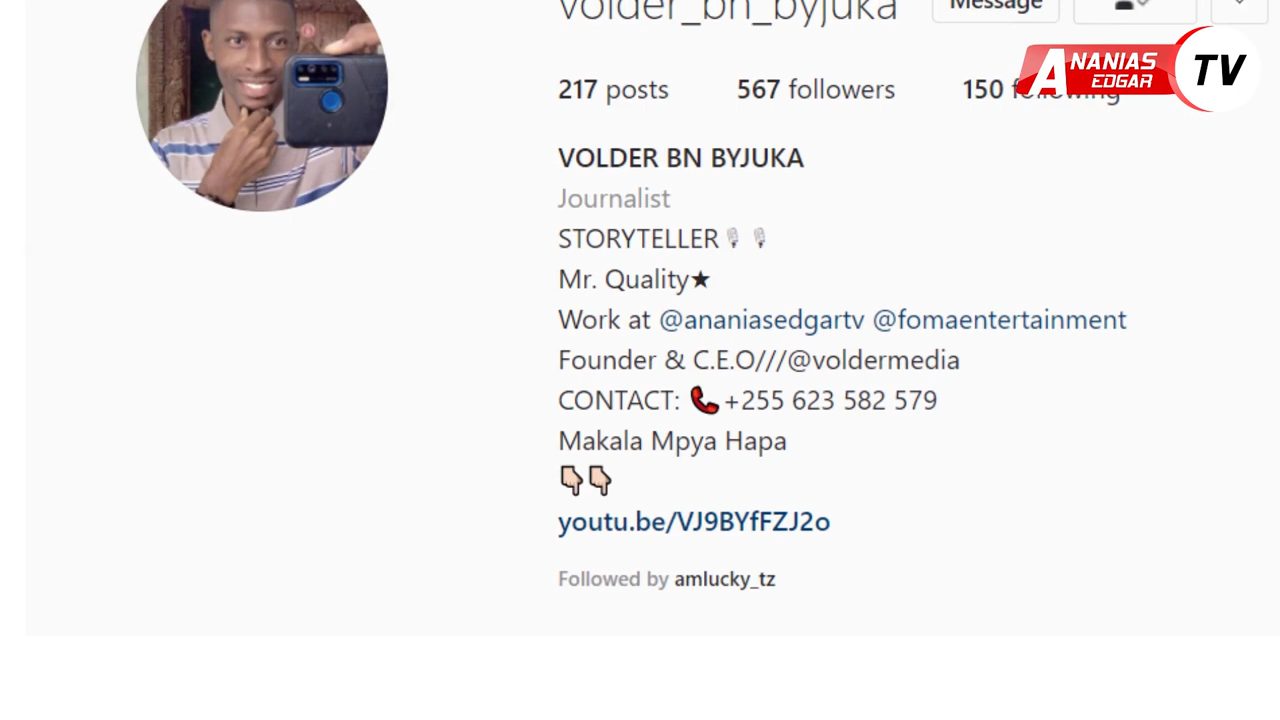 volder_bn_byjuka Message
217 posts 567 followers 150 following
ANANIAS
EDGAR
TV
VOLDER BN BYJUKA
Journalist
STORYTELLER🎙️🎙️
Mr. Quality★
Work at @ananiasedgartv @fomaentertainment
Founder & C.E.O///@voldermedia
CONTACT: 📞+255 623 582 579
Makala Mpya Hapa
👇🏻👇🏻
youtu.be/VJ9BYfFZJ2o
Followed by amlucky_tz